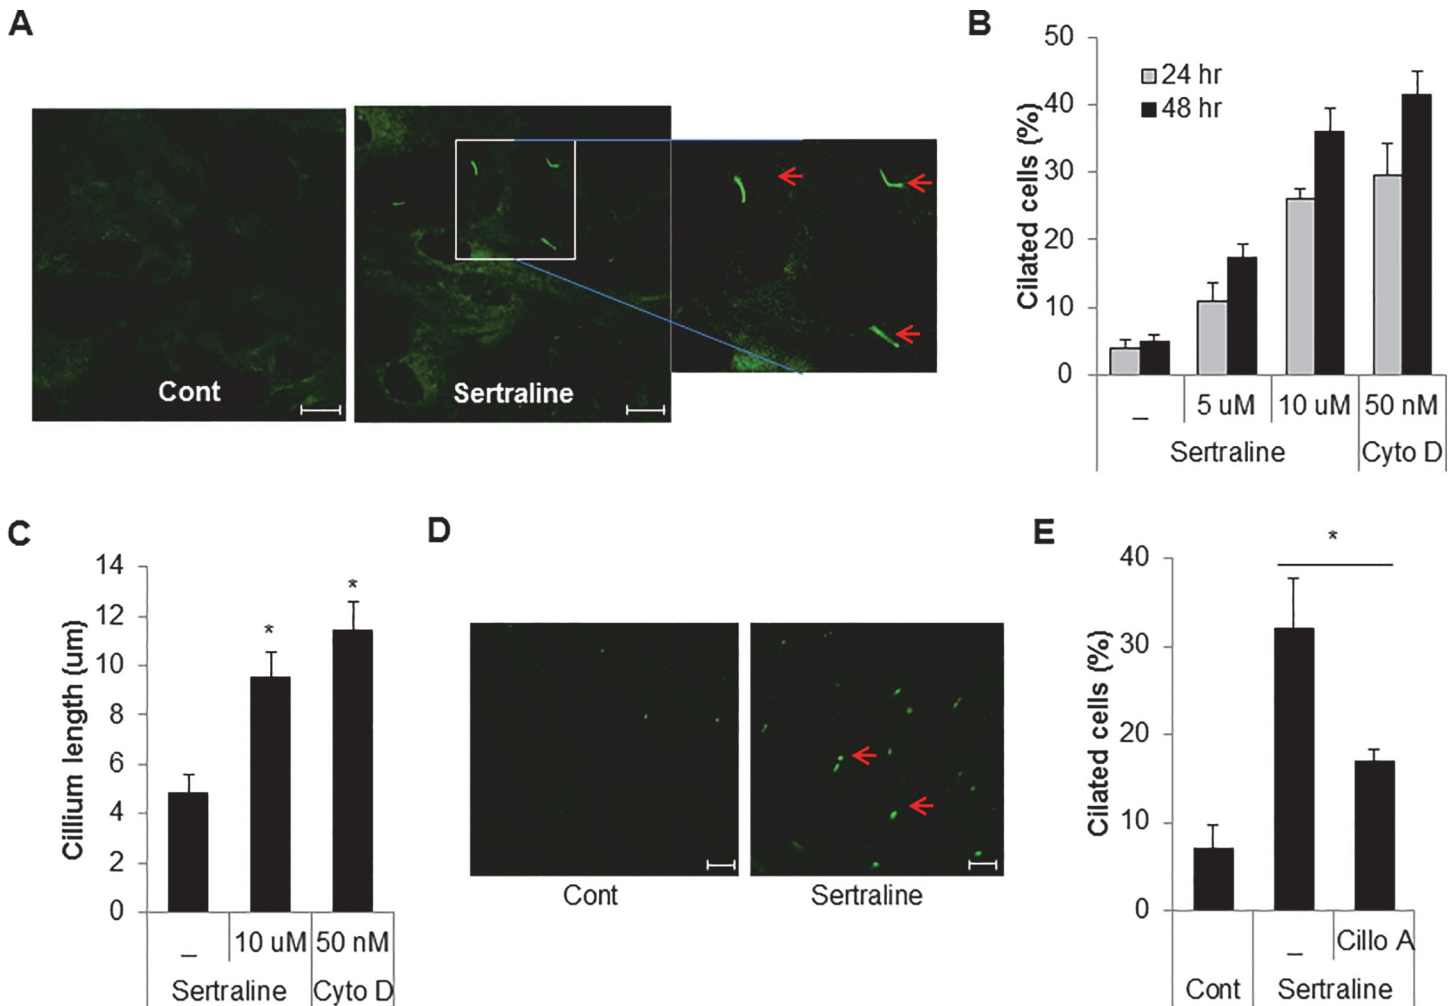 A
Cont
Sertraline
B
50
40
30
20
10
0
Cilated cells (%)
24 hr
48 hr
–
5 uM
10 uM
50 nM
Sertraline
Cyto D
C
14
12
10
8
6
4
2
0
Cillium length (um)
*
*
–
10 uM
50 nM
Sertraline
Cyto D
D
Cont
Sertraline
E
40
30
20
10
0
Cilated cells (%)
*
–
Cillo A
Cont
Sertraline